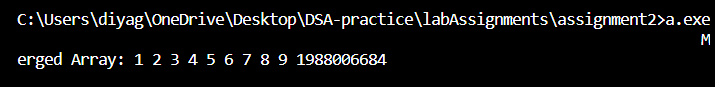 C:\Users\diyag\OneDrive\Desktop\DSA-practice\labAssignments\assignment2>a.exe
M
erged Array: 1 2 3 4 5 6 7 8 9 1988006684